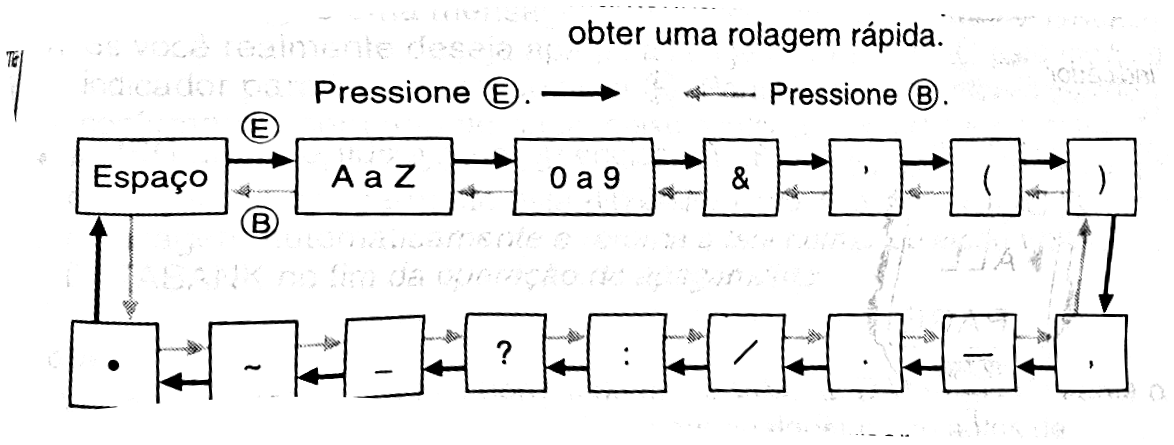 obter uma rolagem rápida.
Pressione Ⓔ. Pressione Ⓑ.
Ⓔ
Espaço A a Z 0 a 9 & ' ( )
Ⓑ
• ~ _ ? : / . — ,